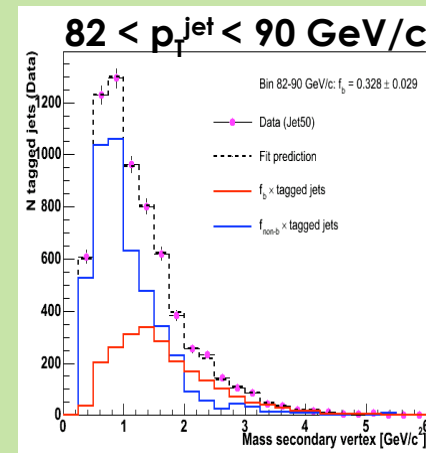 82 < p_T^jet < 90 GeV/c
N tagged jets (Data)
Bin 82-90 GeV/c: f_b = 0.328 ± 0.029
Data (Jet50)
Fit prediction
f_b × tagged jets
f_non-b × tagged jets
1200
1000
800
600
400
200
0
0 1 2 3 4 5 6
Mass secondary vertex [GeV/c²]